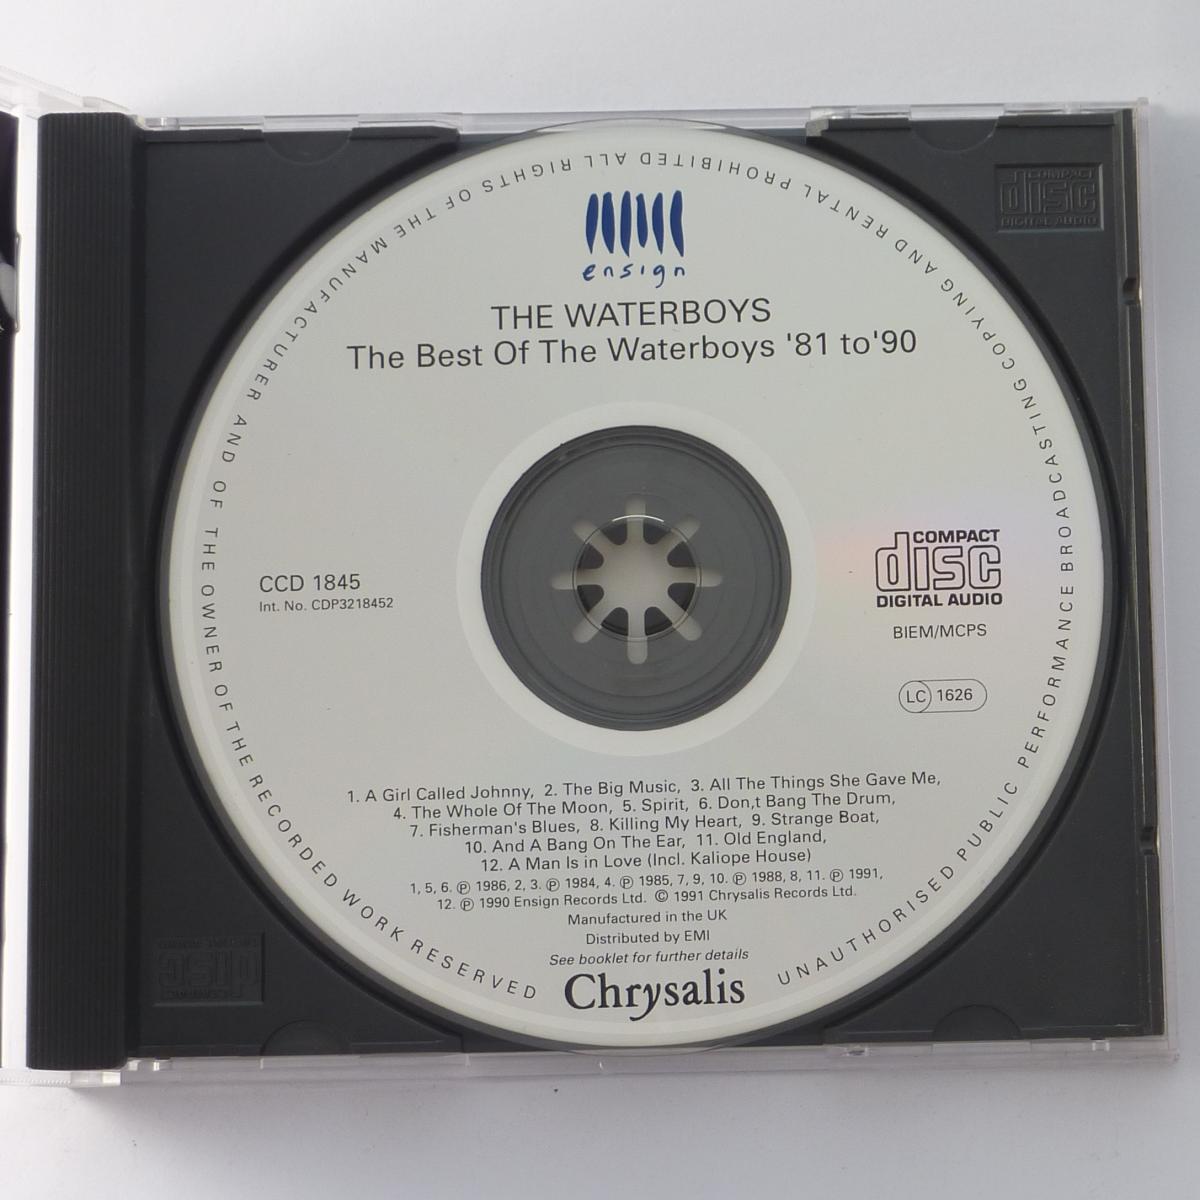 ensign
THE WATERBOYS
The Best Of The Waterboys '81 to'90
CCD 1845
Int. No. CDP3218452
COMPACT
disc
DIGITAL AUDIO
BIEM/MCPS
LC 1626
1. A Girl Called Johnny, 2. The Big Music, 3. All The Things She Gave Me,
4. The Whole Of The Moon, 5. Spirit, 6. Don,t Bang The Drum,
7. Fisherman's Blues, 8. Killing My Heart, 9. Strange Boat,
10. And A Bang On The Ear, 11. Old England,
12. A Man Is in Love (Incl. Kaliope House)
1, 5, 6. ℗ 1986, 2, 3. ℗ 1984, 4. ℗ 1985, 7, 9, 10. ℗ 1988, 8, 11. ℗ 1991,
12. ℗ 1990 Ensign Records Ltd. © 1991 Chrysalis Records Ltd.
Manufactured in the UK
Distributed by EMI
See booklet for further details
Chrysalis
UNAUTHORISED PUBLIC PERFORMANCE BROADCASTING COPYING AND RENTAL PROHIBITED ALL RIGHTS OF THE MANUFACTURER AND OF THE OWNER OF THE RECORDED WORK RESERVED
COMPACT
disc
DIGITAL AUDIO
COMPACT
disc
DIGITAL AUDIO